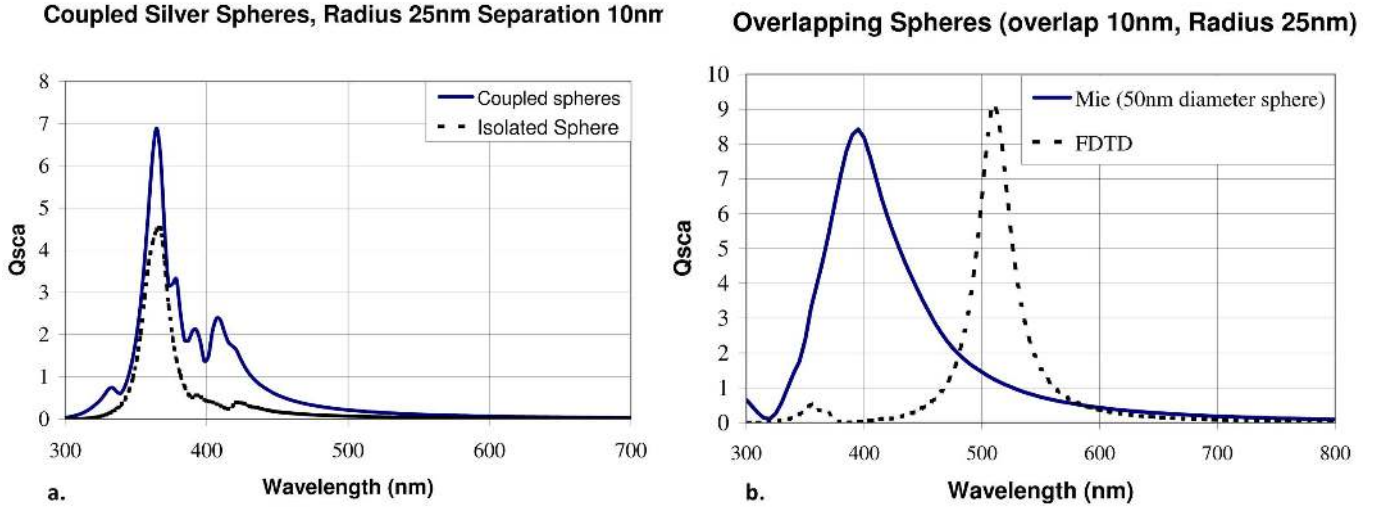 Coupled Silver Spheres, Radius 25nm Separation 10nm
8
7
6
5
4
3
2
1
0
Qsca
Coupled spheres
Isolated Sphere
300 400 500 600 700
Wavelength (nm)
a.
Overlapping Spheres (overlap 10nm, Radius 25nm)
10
9
8
7
6
5
4
3
2
1
0
Qsca
Mie (50nm diameter sphere)
FDTD
300 400 500 600 700 800
Wavelength (nm)
b.